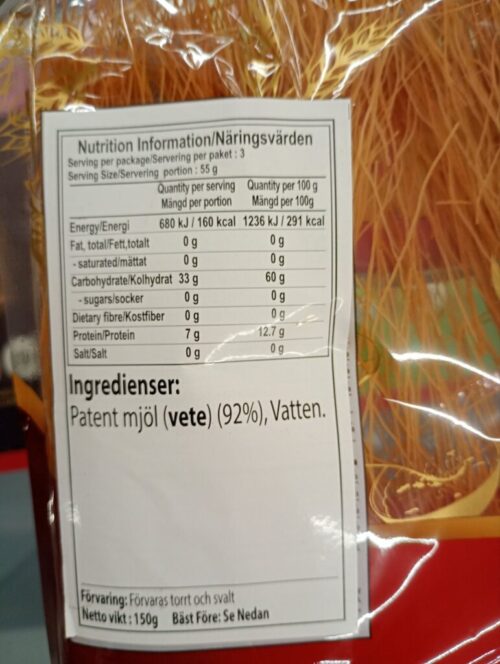 Nutrition Information/Näringsvärden
Serving per package/Servering per paket : 3
Serving Size/Servering portion : 55 g
Quantity per serving Quantity per 100 g
Mängd per portion Mängd per 100g
Energy/Energi 680 kJ / 160 kcal 1236 kJ / 291 kcal
Fat, total/Fett,totalt 0 g 0 g
- saturated/mättat 0 g 0 g
Carbohydrate/Kolhydrat 33 g 60 g
- sugars/socker 0 g 0 g
Dietary fibre/Kostfiber 0 g 0 g
Protein/Protein 7 g 12.7 g
Salt/Salt 0 g 0 g
Ingredienser:
Patent mjöl (vete) (92%), Vatten.
Förvaring: Förvaras torrt och svalt
Netto vikt : 150g Bäst Före: Se Nedan